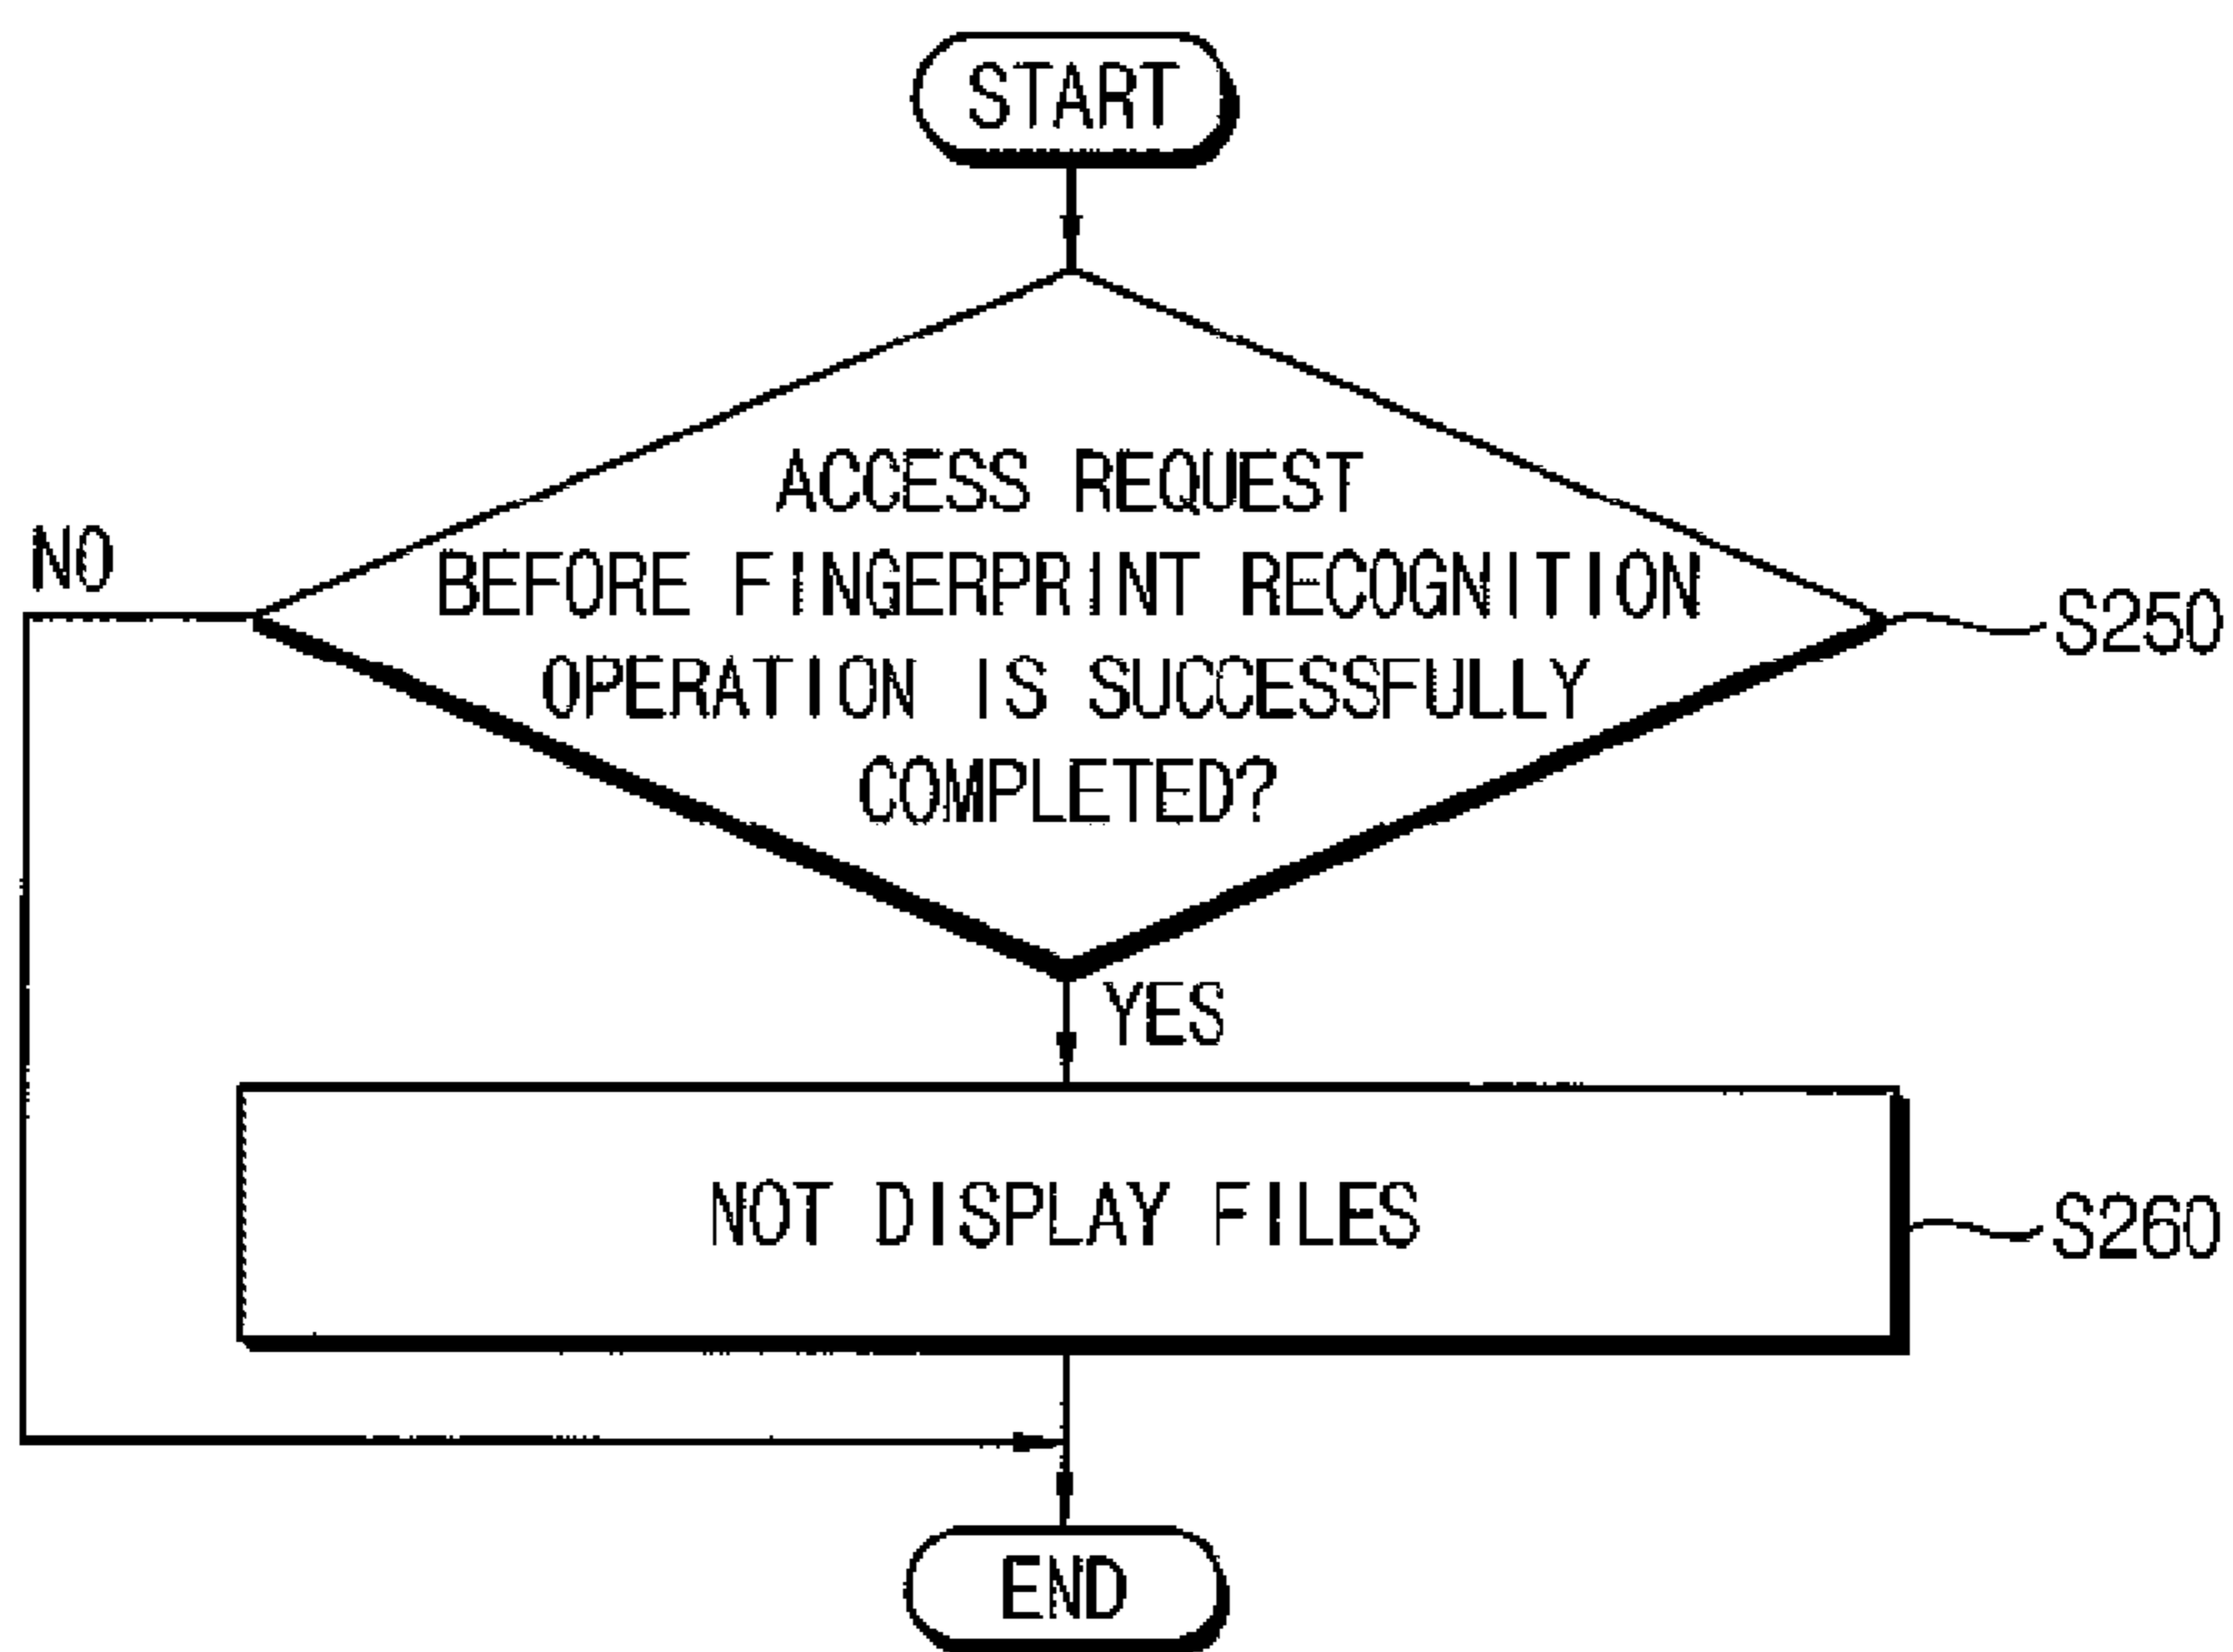 START
ACCESS REQUEST
NO
BEFORE FINGERPRINT RECOGNITION
S250
OPERATION IS SUCCESSFULLY
COMPLETED?
YES
NOT DISPLAY FILES
S260
END